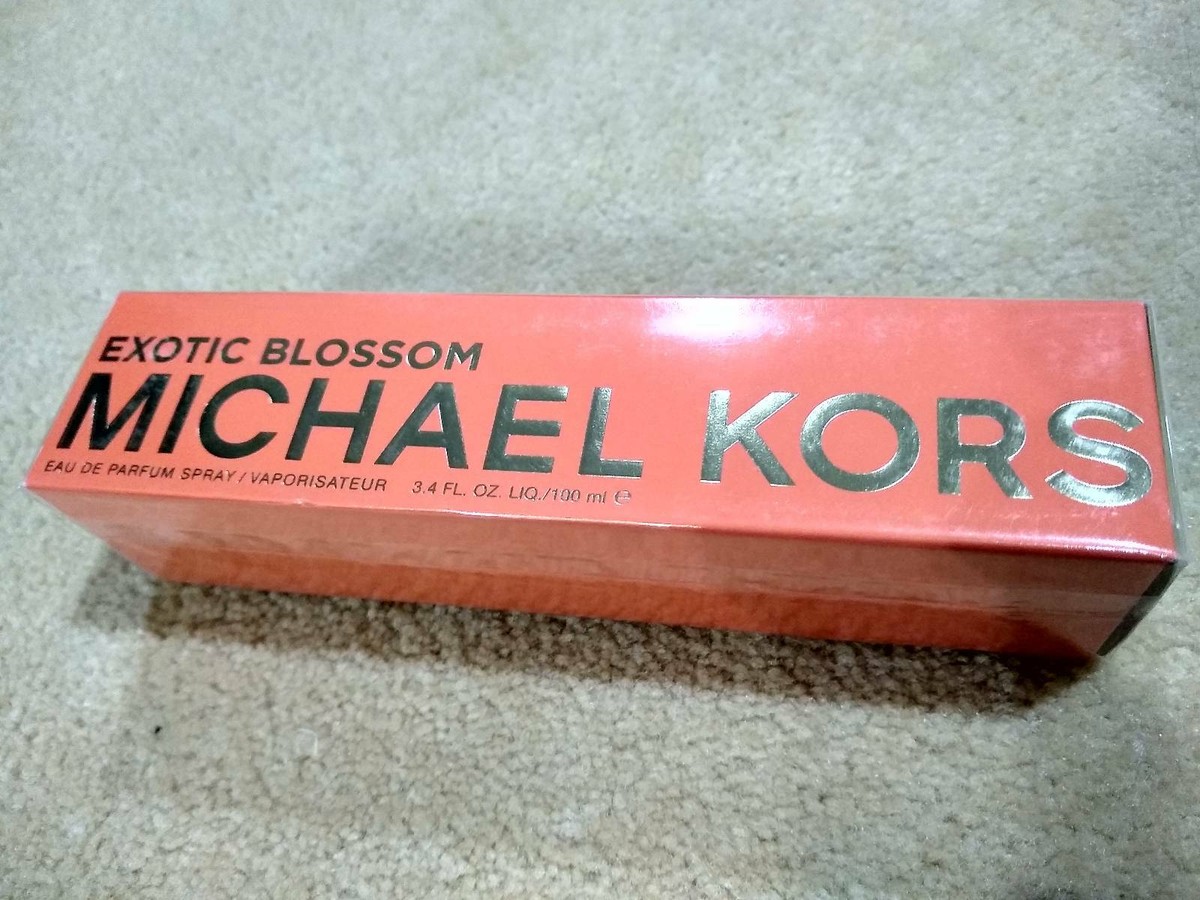 EXOTIC BLOSSOM
MICHAEL KORS
EAU DE PARFUM SPRAY / VAPORISATEUR 3.4 FL. OZ. LIQ./100 ml ℮